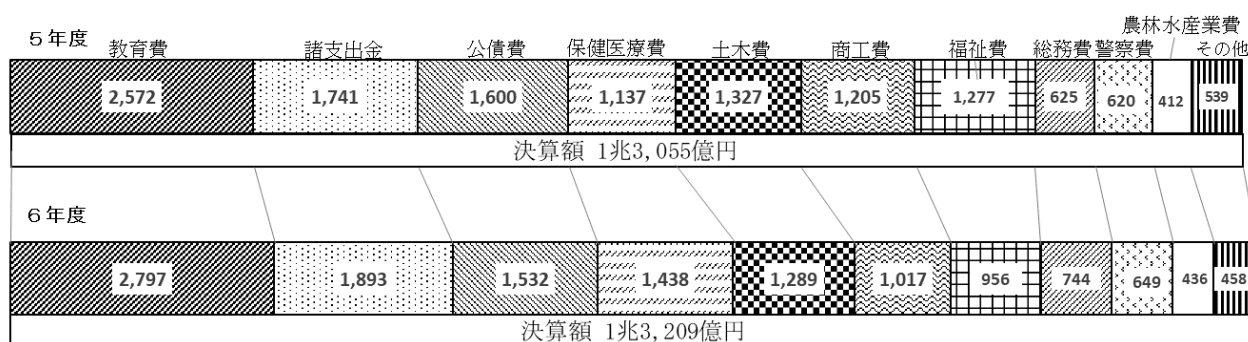 農林水産業費
５年度
教育費 諸支出金 公債費 保健医療費 土木費 商工費 福祉費 総務費 警察費 その他
2,572 1,741 1,600 1,137 1,327 1,205 1,277 625 620 412 539
決算額 1兆3,055億円
６年度
2,797 1,893 1,532 1,438 1,289 1,017 956 744 649 436 458
決算額 1兆3,209億円